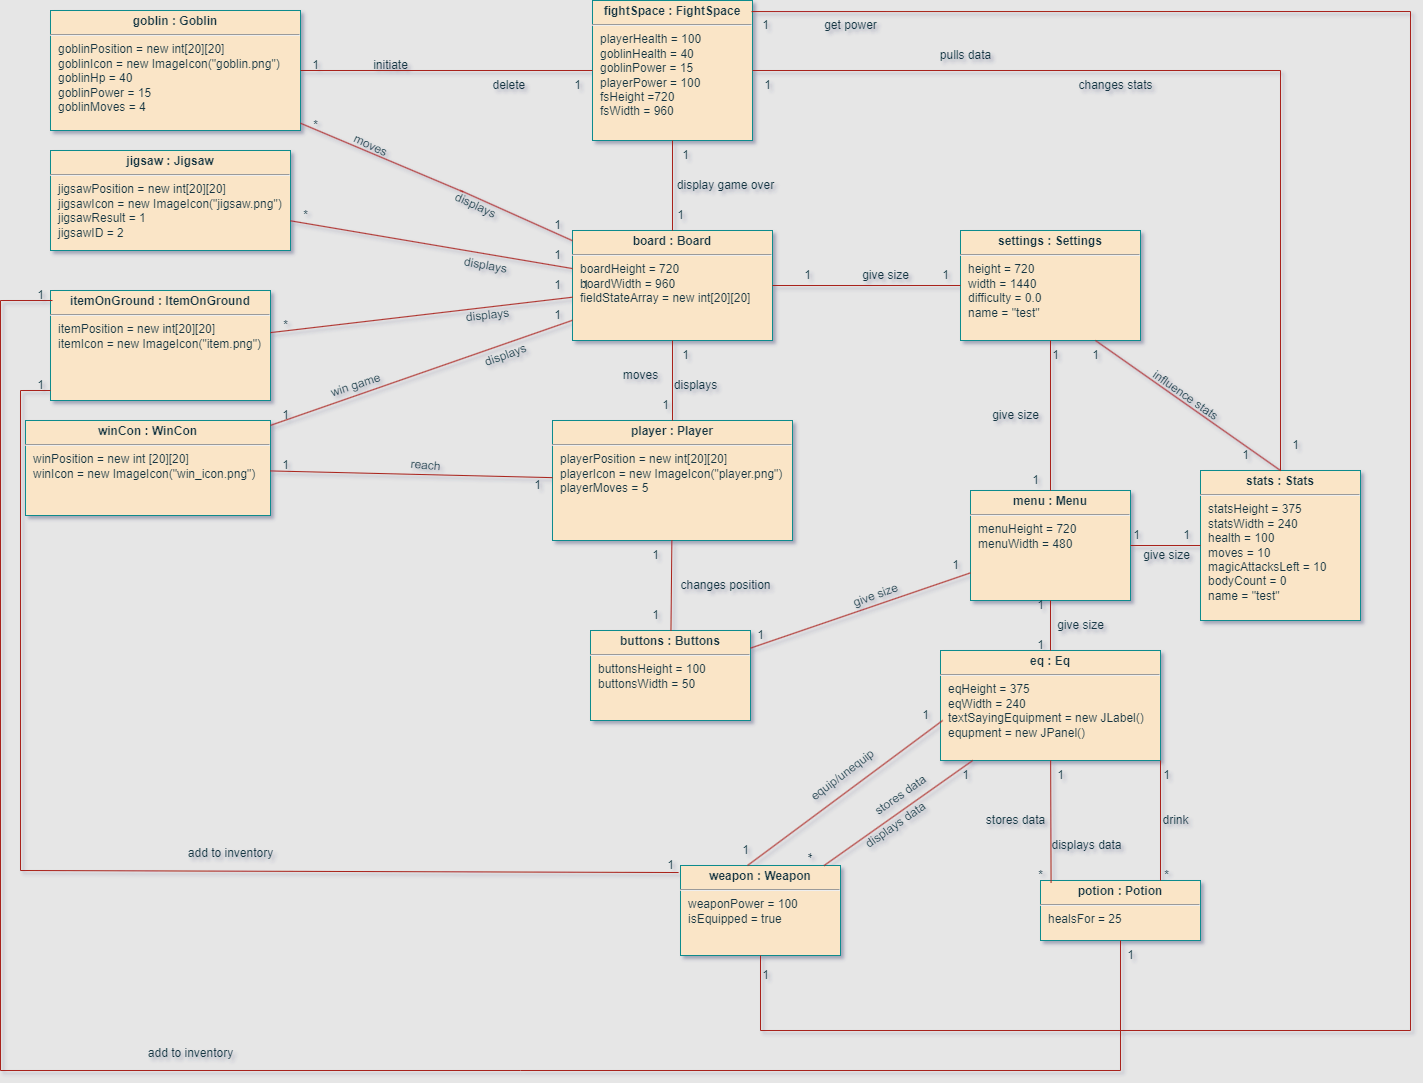 goblin : Goblin
goblinPosition = new int[20][20]
goblinIcon = new ImageIcon("goblin.png")
goblinHp = 40
goblinPower = 15
goblinMoves = 4
fightSpace : FightSpace
playerHealth = 100
goblinHealth = 40
goblinPower = 15
playerPower = 100
fsHeight =720
fsWidth = 960
1
get power
1
initiate
delete
1
pulls data
1
changes stats
*
moves
displays
1
1
display game over
1
jigsaw : Jigsaw
jigsawPosition = new int[20][20]
jigsawIcon = new ImageIcon("jigsaw.png")
jigsawResult = 1
jigsawID = 2
*
displays
1
board : Board
boardHeight = 720
boardWidth = 960
fieldStateArray = new int[20][20]
1
give size
1
settings : Settings
height = 720
width = 1440
difficulty = 0.0
name = "test"
1
itemOnGround : ItemOnGround
itemPosition = new int[20][20]
itemIcon = new ImageIcon("item.png")
*
displays
1
1
displays
win game
1
1
1
moves
displays
1
1
1
influence stats
1
1
give size
1
winCon : WinCon
winPosition = new int [20][20]
winIcon = new ImageIcon("win_icon.png")
1
reach
1
player : Player
playerPosition = new int[20][20]
playerIcon = new ImageIcon("player.png")
playerMoves = 5
stats : Stats
statsHeight = 375
statsWidth = 240
health = 100
moves = 10
magicAttacksLeft = 10
bodyCount = 0
name = "test"
menu : Menu
menuHeight = 720
menuWidth = 480
1
1
give size
1
changes position
1
1
give size
1
1
give size
1
buttons : Buttons
buttonsHeight = 100
buttonsWidth = 50
eq : Eq
eqHeight = 375
eqWidth = 240
textSayingEquipment = new JLabel()
equpment = new JPanel()
1
equip/unequip
1
1
stores data
displays data
*
1
stores data
displays data
*
1
drink
*
add to inventory
1
weapon : Weapon
weaponPower = 100
isEquipped = true
1
potion : Potion
healsFor = 25
1
add to inventory